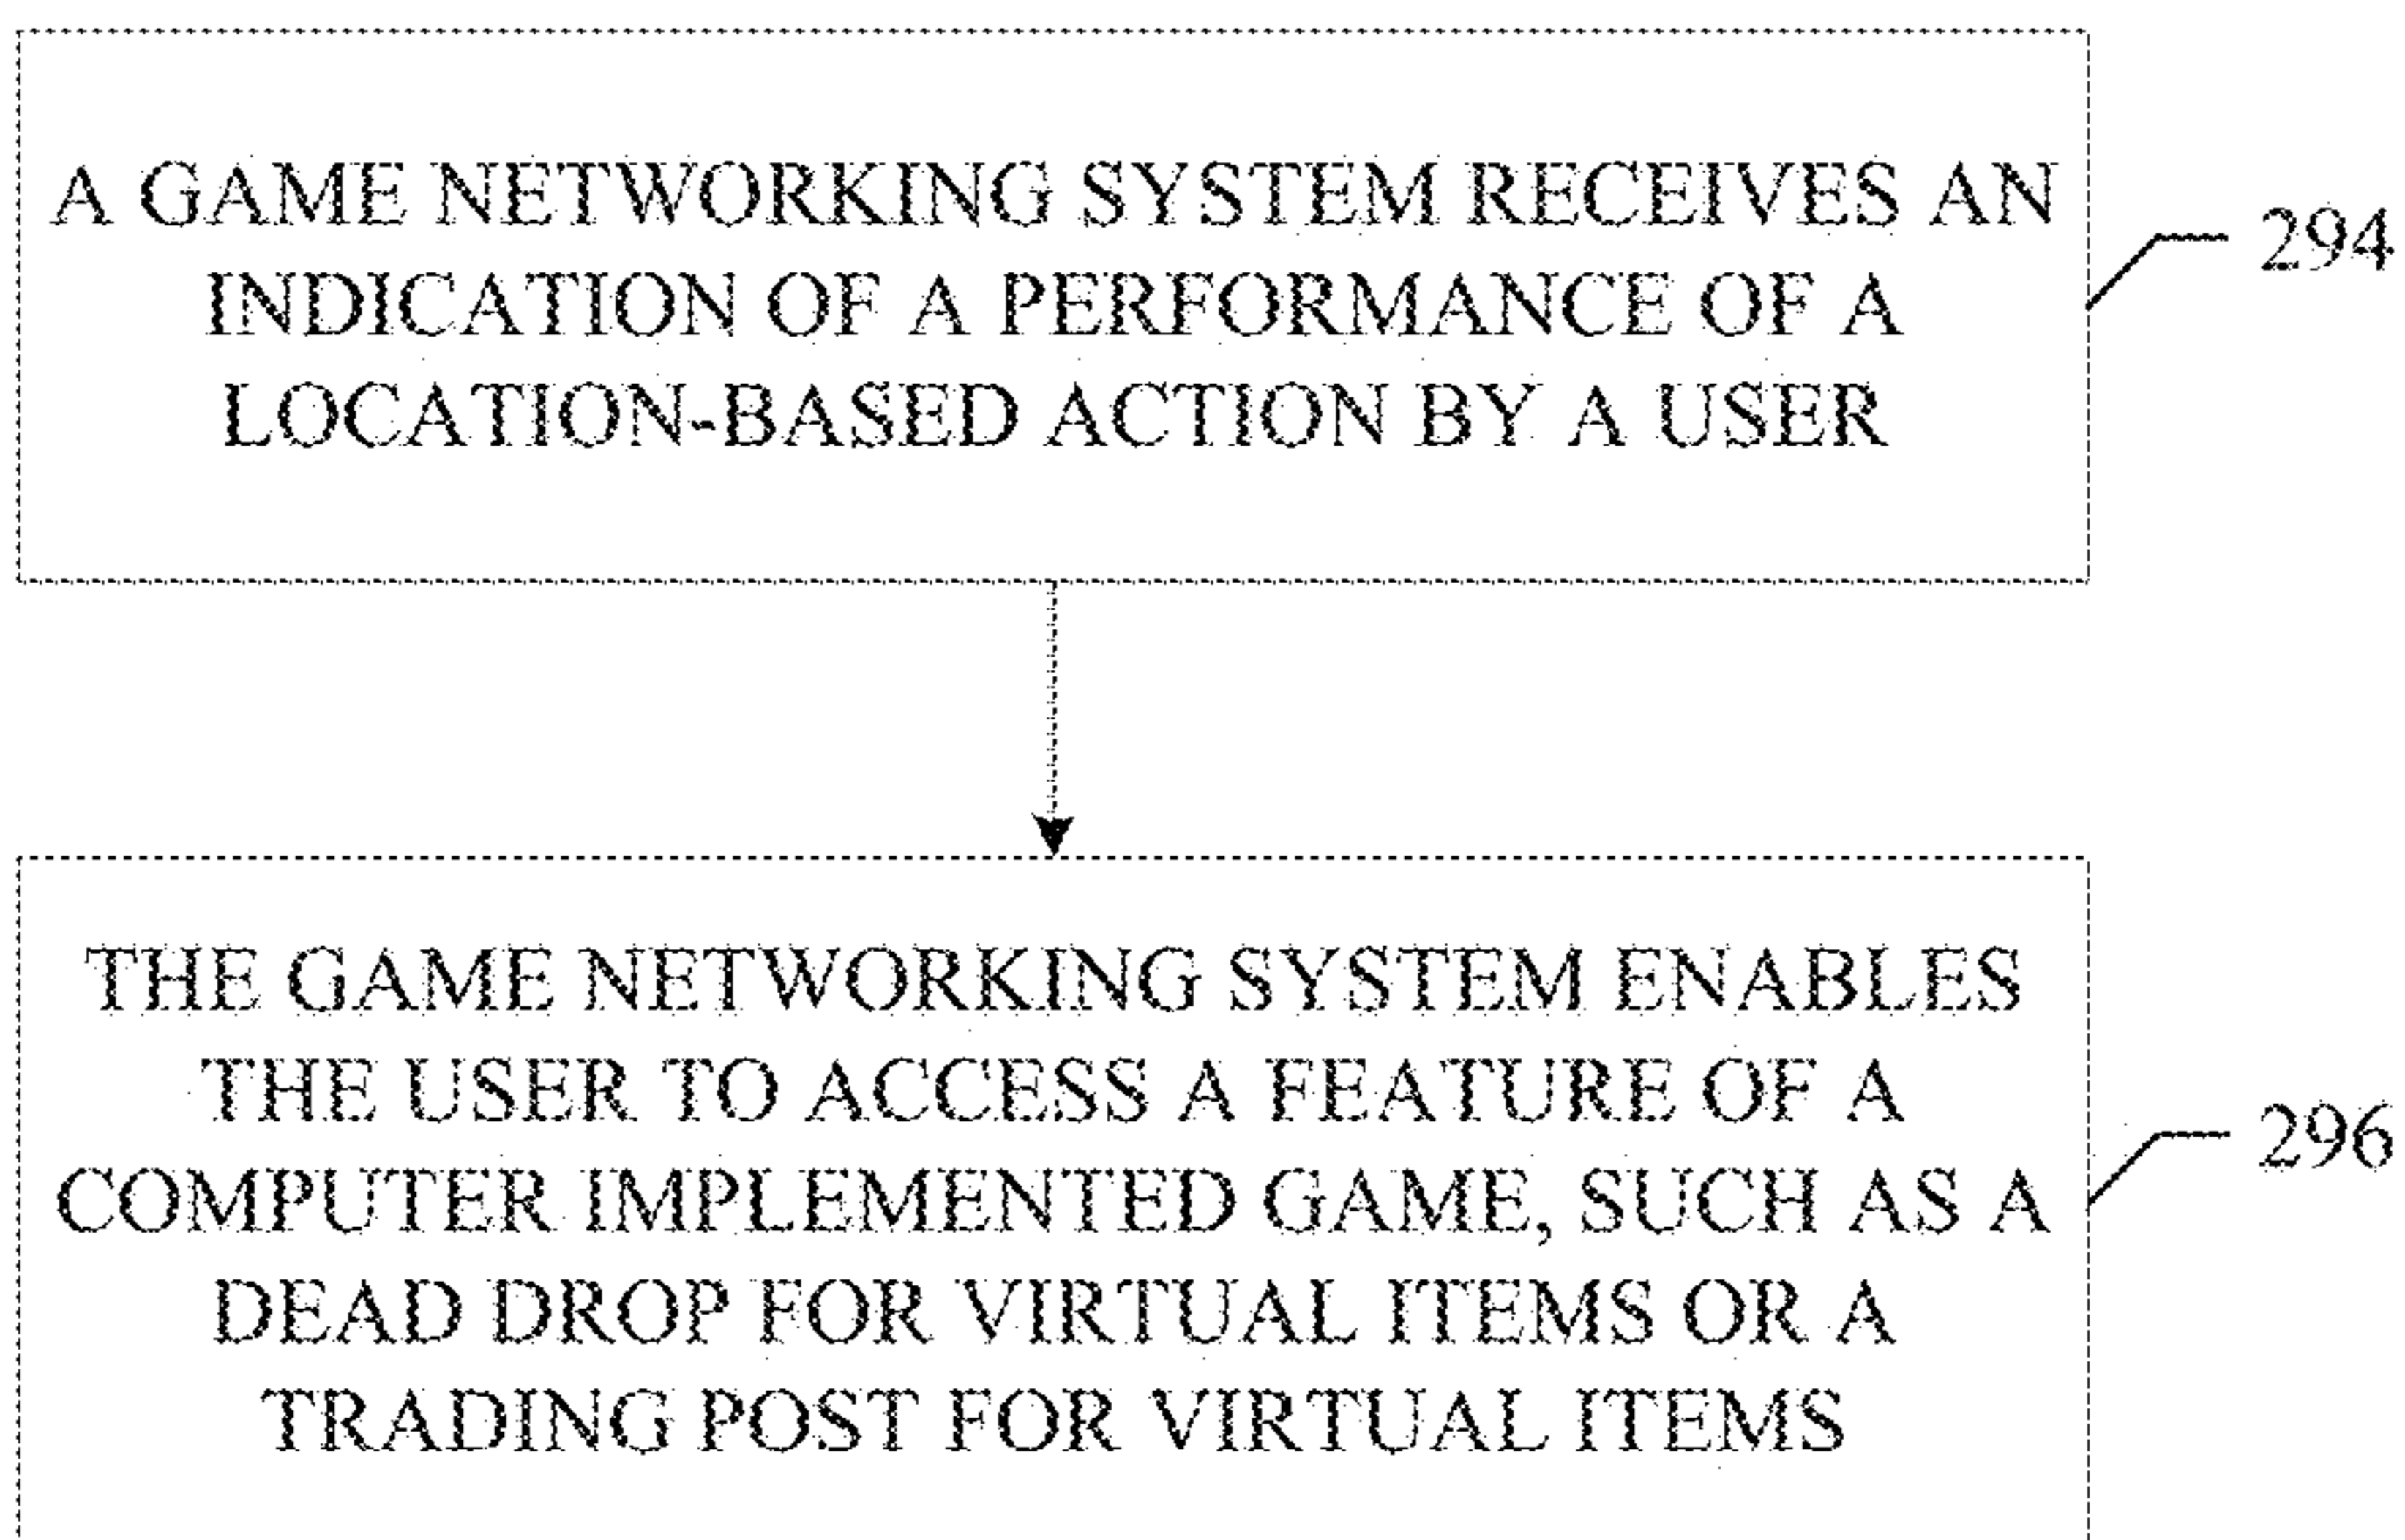 A GAME NETWORKING SYSTEM RECEIVES AN
INDICATION OF A PERFORMANCE OF A
LOCATION-BASED ACTION BY A USER
294
THE GAME NETWORKING SYSTEM ENABLES
THE USER TO ACCESS A FEATURE OF A
COMPUTER IMPLEMENTED GAME, SUCH AS A
DEAD DROP FOR VIRTUAL ITEMS OR A
TRADING POST FOR VIRTUAL ITEMS
296